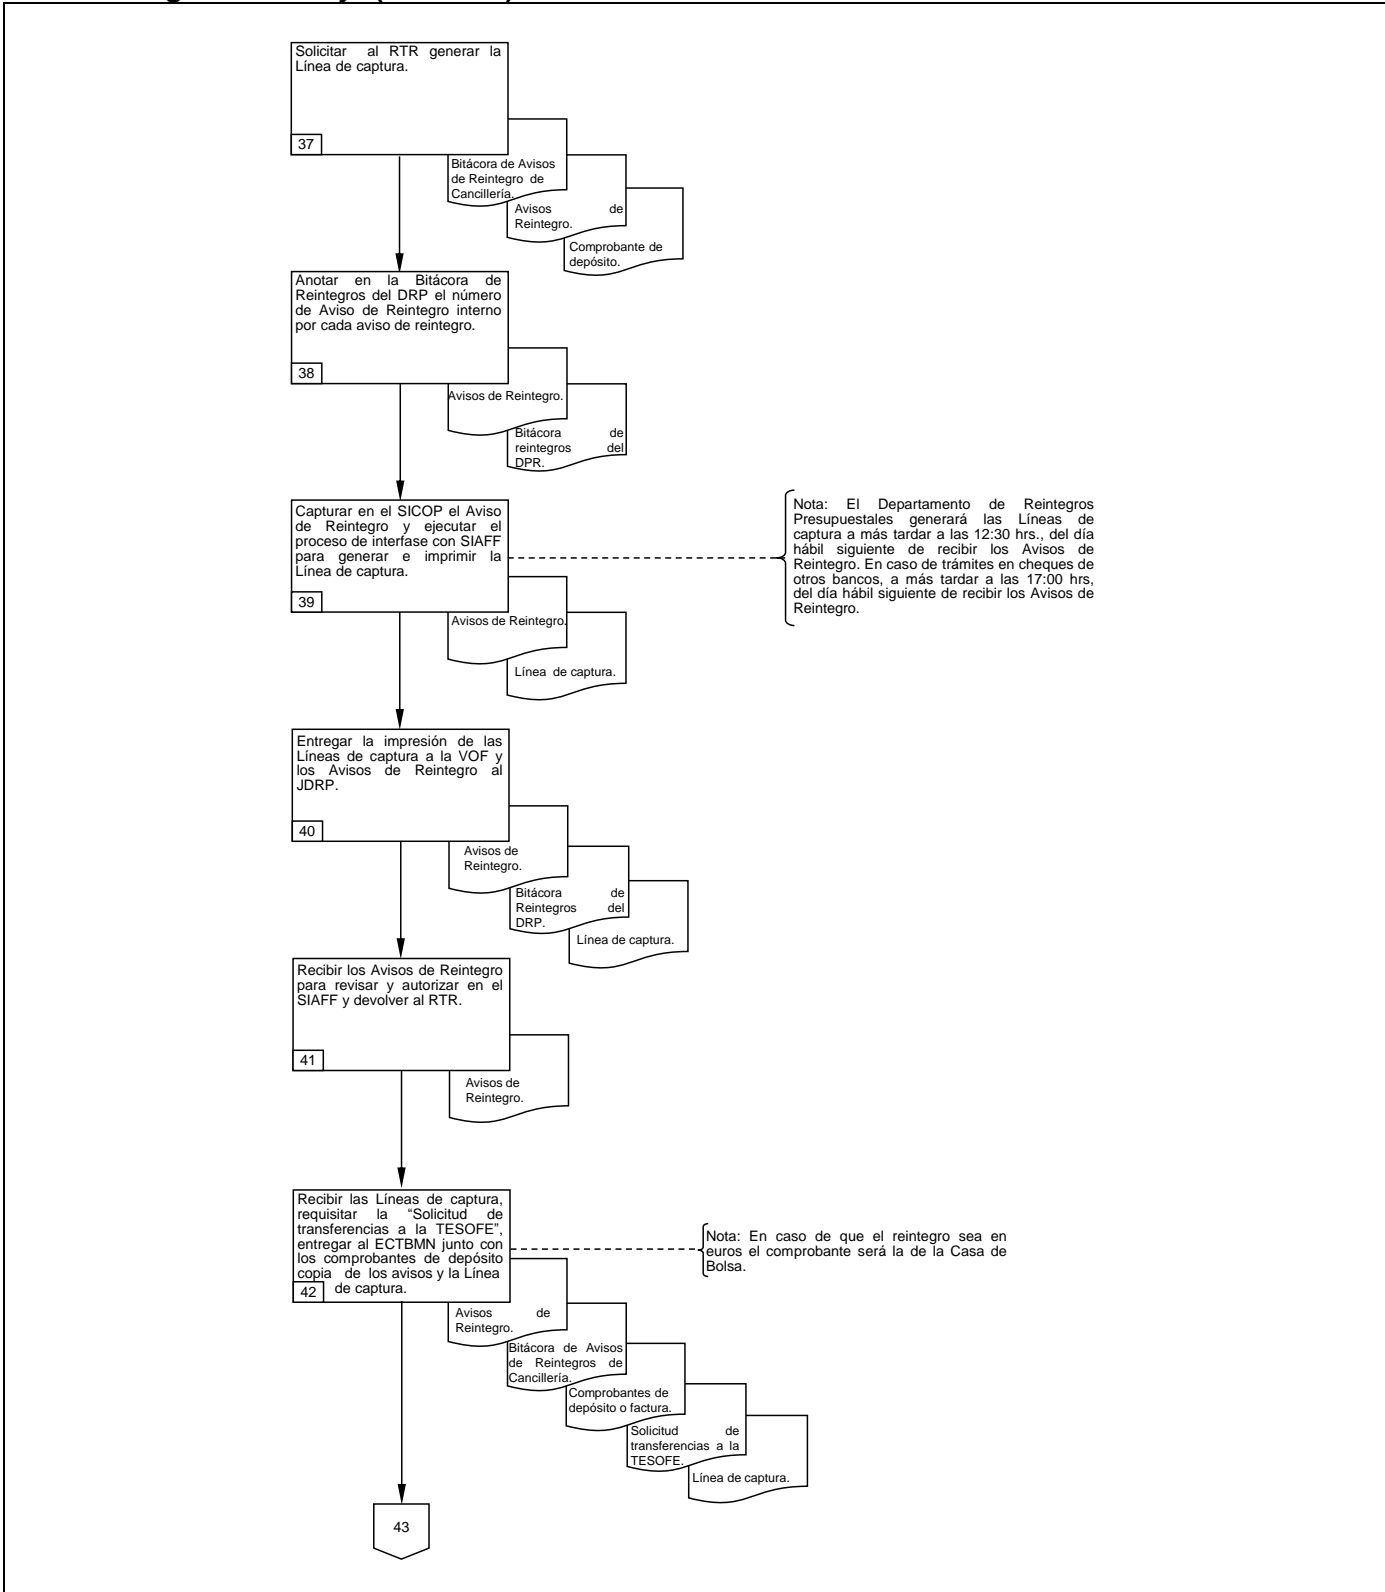 Solicitar al RTR generar la
Línea de captura.
37
Bitácora de Avisos
de Reintegro de
Cancillería.
Avisos de
Reintegro.
Comprobante de
depósito.
Anotar en la Bitácora de
Reintegros del DRP el número
de Aviso de Reintegro interno
por cada aviso de reintegro.
38
Avisos de Reintegro.
Bitácora de
reintegros del
DPR.
Capturar en el SICOP el Aviso
de Reintegro y ejecutar el
proceso de interfase con SIAFF
para generar e imprimir la
Línea de captura.
39
Nota: El Departamento de Reintegros
Presupuestales generará las Líneas de
captura a más tardar a las 12:30 hrs., del día
hábil siguiente de recibir los Avisos de
Reintegro. En caso de trámites en cheques de
otros bancos, a más tardar a las 17:00 hrs,
del día hábil siguiente de recibir los Avisos de
Reintegro.
Avisos de Reintegro.
Línea de captura.
Entregar la impresión de las
Líneas de captura a la VOF y
los Avisos de Reintegro al
JDRP.
40
Avisos de
Reintegro.
Bitácora de
Reintegros del
DRP.
Línea de captura.
Recibir los Avisos de Reintegro
para revisar y autorizar en el
SIAFF y devolver al RTR.
41
Avisos de
Reintegro.
Recibir las Líneas de captura,
requisitar la “Solicitud de
transferencias a la TESOFE”,
entregar al ECTBMN junto con
los comprobantes de depósito
copia de los avisos y la Línea
de captura.
42
Nota: En caso de que el reintegro sea en
euros el comprobante será la de la Casa de
Bolsa.
Avisos de
Reintegro.
Bitácora de Avisos
de Reintegros de
Cancillería.
Comprobantes de
depósito o factura.
Solicitud de
transferencias a la
TESOFE.
Línea de captura.
43